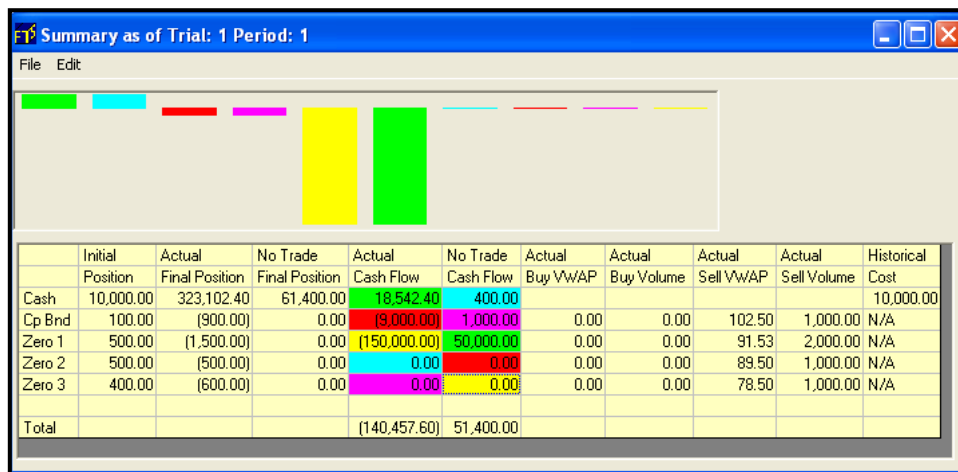 FTS Summary as of Trial: 1 Period: 1
File Edit
Initial Actual No Trade Actual No Trade Actual Actual Actual Actual Historical
Position Final Position Final Position Cash Flow Cash Flow Buy VWAP Buy Volume Sell VWAP Sell Volume Cost
Cash 10,000.00 323,102.40 61,400.00 18,542.40 400.00 10,000.00
Cp Bnd 100.00 (900.00) 0.00 (9,000.00) 1,000.00 0.00 0.00 102.50 1,000.00 N/A
Zero 1 500.00 (1,500.00) 0.00 (150,000.00) 50,000.00 0.00 0.00 91.53 2,000.00 N/A
Zero 2 500.00 (500.00) 0.00 0.00 0.00 0.00 0.00 89.50 1,000.00 N/A
Zero 3 400.00 (600.00) 0.00 0.00 0.00 0.00 0.00 78.50 1,000.00 N/A
Total (140,457.60) 51,400.00